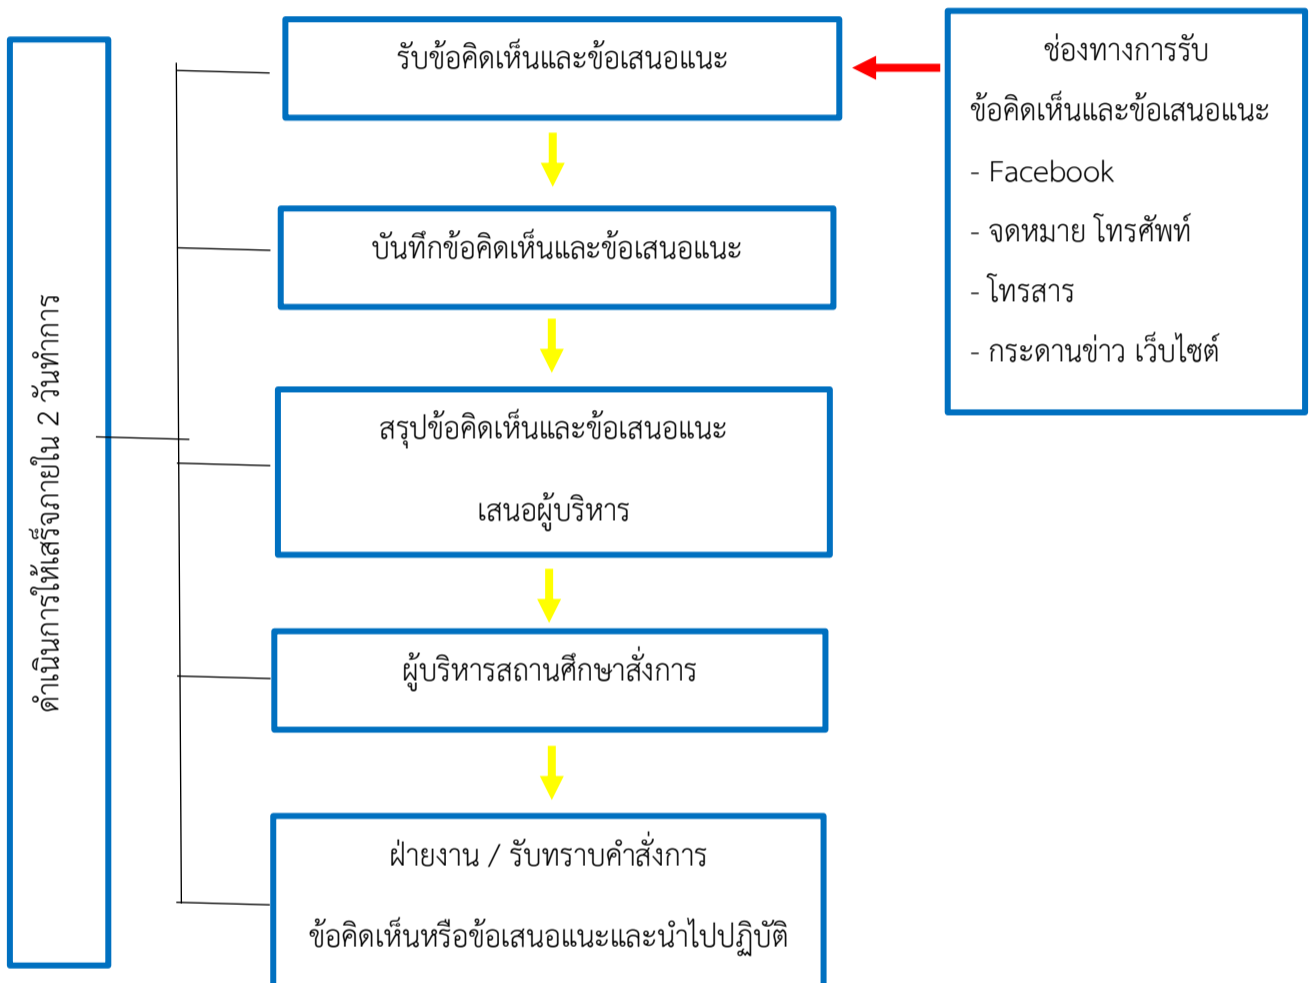 รับข้อคิดเห็นและข้อเสนอแนะ
ช่องทางการรับ
ข้อคิดเห็นและข้อเสนอแนะ
- Facebook
- จดหมาย โทรศัพท์
- โทรสาร
- กระดานข่าว เว็บไซต์
บันทึกข้อคิดเห็นและข้อเสนอแนะ
สรุปข้อคิดเห็นและข้อเสนอแนะ
เสนอผู้บริหาร
ผู้บริหารสถานศึกษาสั่งการ
ฝ่ายงาน / รับทราบคำสั่งการ
ข้อคิดเห็นหรือข้อเสนอแนะและนำไปปฏิบัติ
ดำเนินการให้เสร็จภายใน 2 วันทำการ